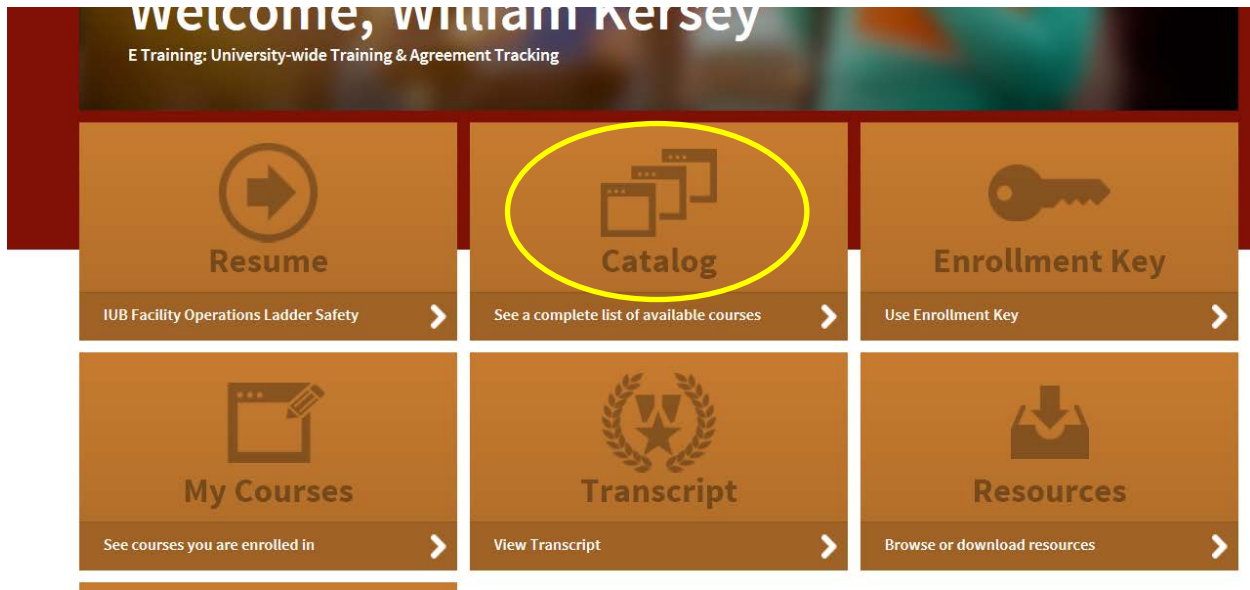 Welcome, William Kersey
E Training: University-wide Training & Agreement Tracking
Resume
IUB Facility Operations Ladder Safety
Catalog
See a complete list of available courses
Enrollment Key
Use Enrollment Key
My Courses
See courses you are enrolled in
Transcript
View Transcript
Resources
Browse or download resources